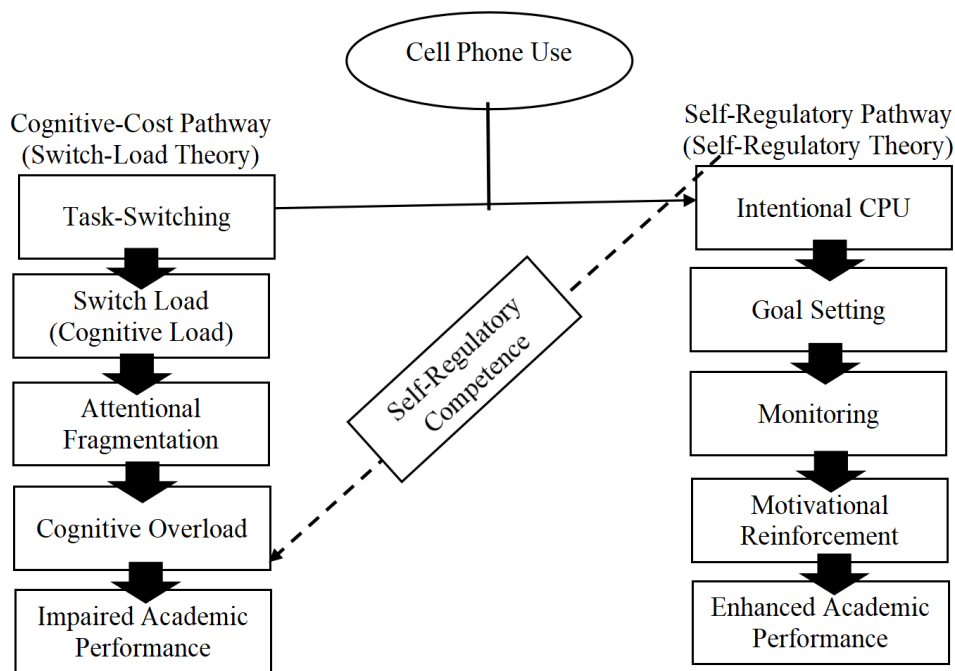 Cell Phone Use
Cognitive-Cost Pathway
(Switch-Load Theory)
Task-Switching
Switch Load
(Cognitive Load)
Attentional
Fragmentation
Cognitive Overload
Impaired Academic
Performance
Self-Regulatory
Competence
Self-Regulatory Pathway
(Self-Regulatory Theory)
Intentional CPU
Goal Setting
Monitoring
Motivational
Reinforcement
Enhanced Academic
Performance